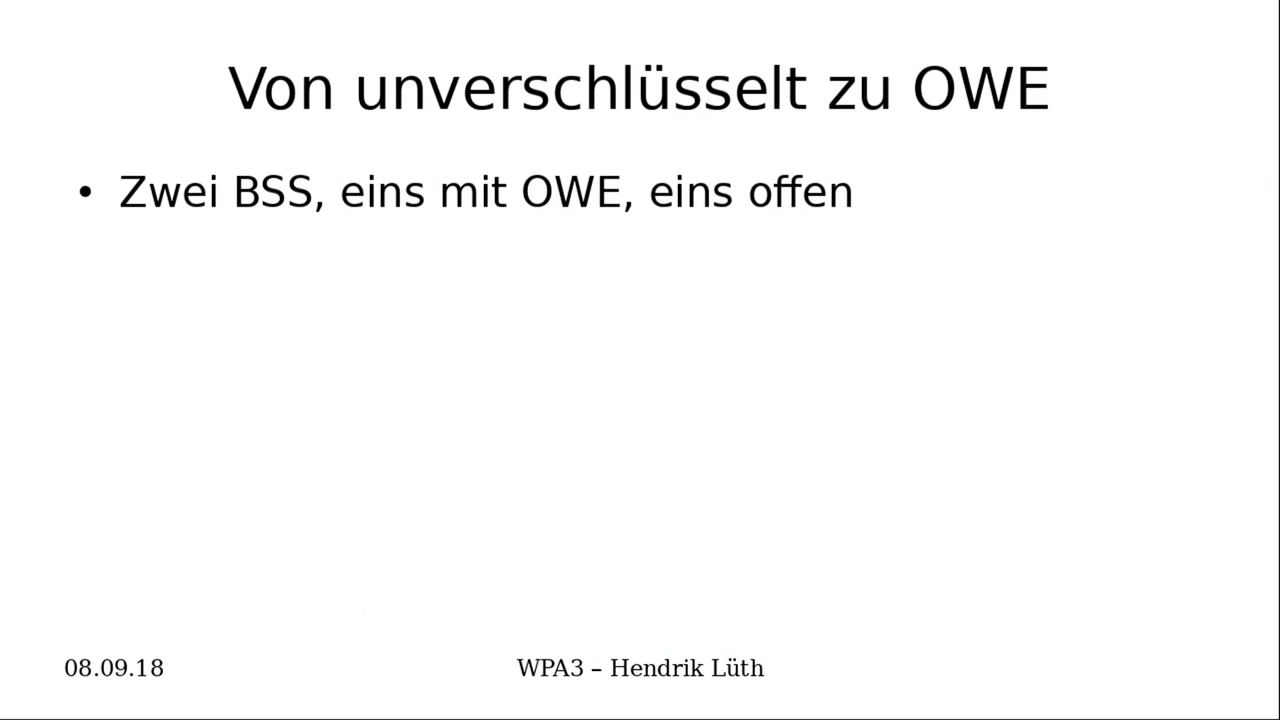 Von unverschlüsselt zu OWE
• Zwei BSS, eins mit OWE, eins offen
08.09.18
WPA3 – Hendrik Lüth